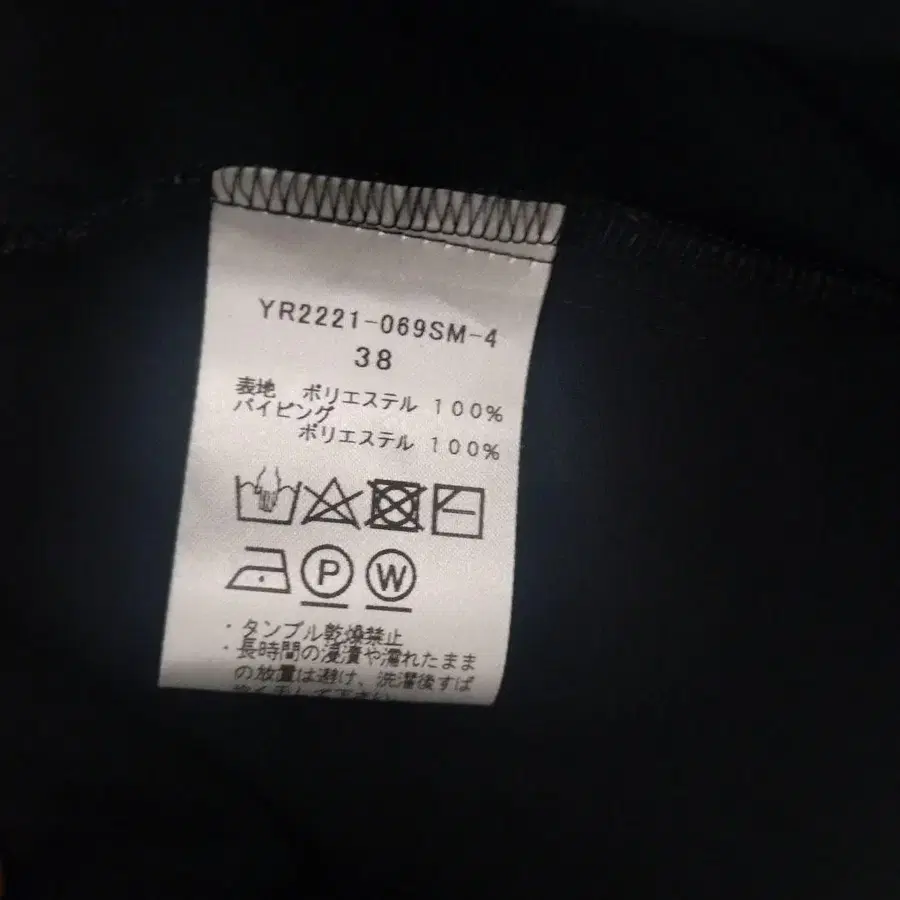 YR2221-069SM-4
38
表地 ポリエステル 100%
パイピング
ポリエステル 100%
P W
・タンブル乾燥禁止
・長時間の浸漬や濡れたまま
の放置は避け、洗濯後すば